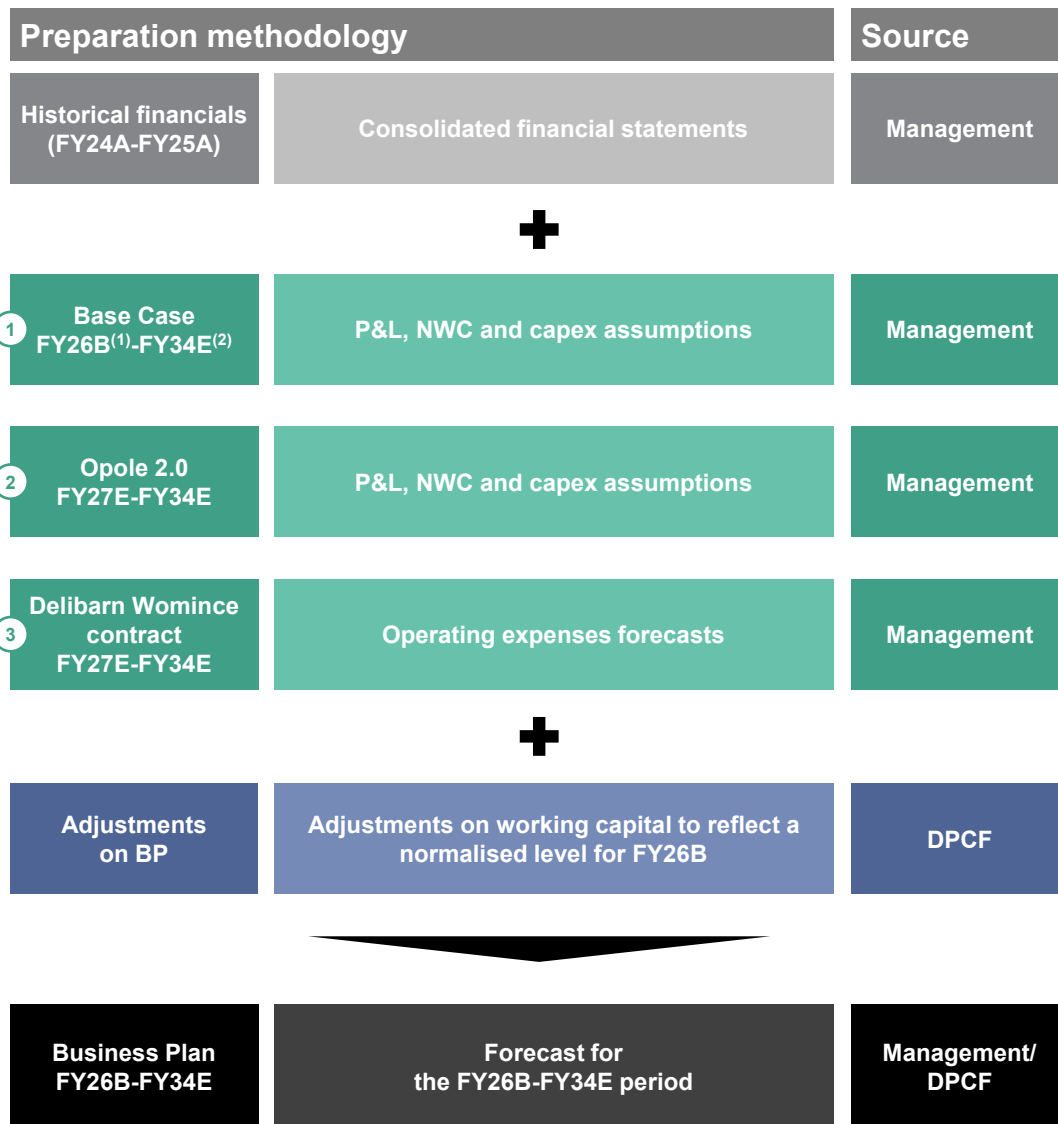 Preparation methodology
Source
Historical financials
(FY24A-FY25A)
Consolidated financial statements
Management
1
Base Case
FY26B(1)-FY34E(2)
P&L, NWC and capex assumptions
Management
2
Opole 2.0
FY27E-FY34E
P&L, NWC and capex assumptions
Management
3
Delibarn Womince
contract
FY27E-FY34E
Operating expenses forecasts
Management
Adjustments
on BP
Adjustments on working capital to reflect a
normalised level for FY26B
DPCF
Business Plan
FY26B-FY34E
Forecast for
the FY26B-FY34E period
Management/
DPCF